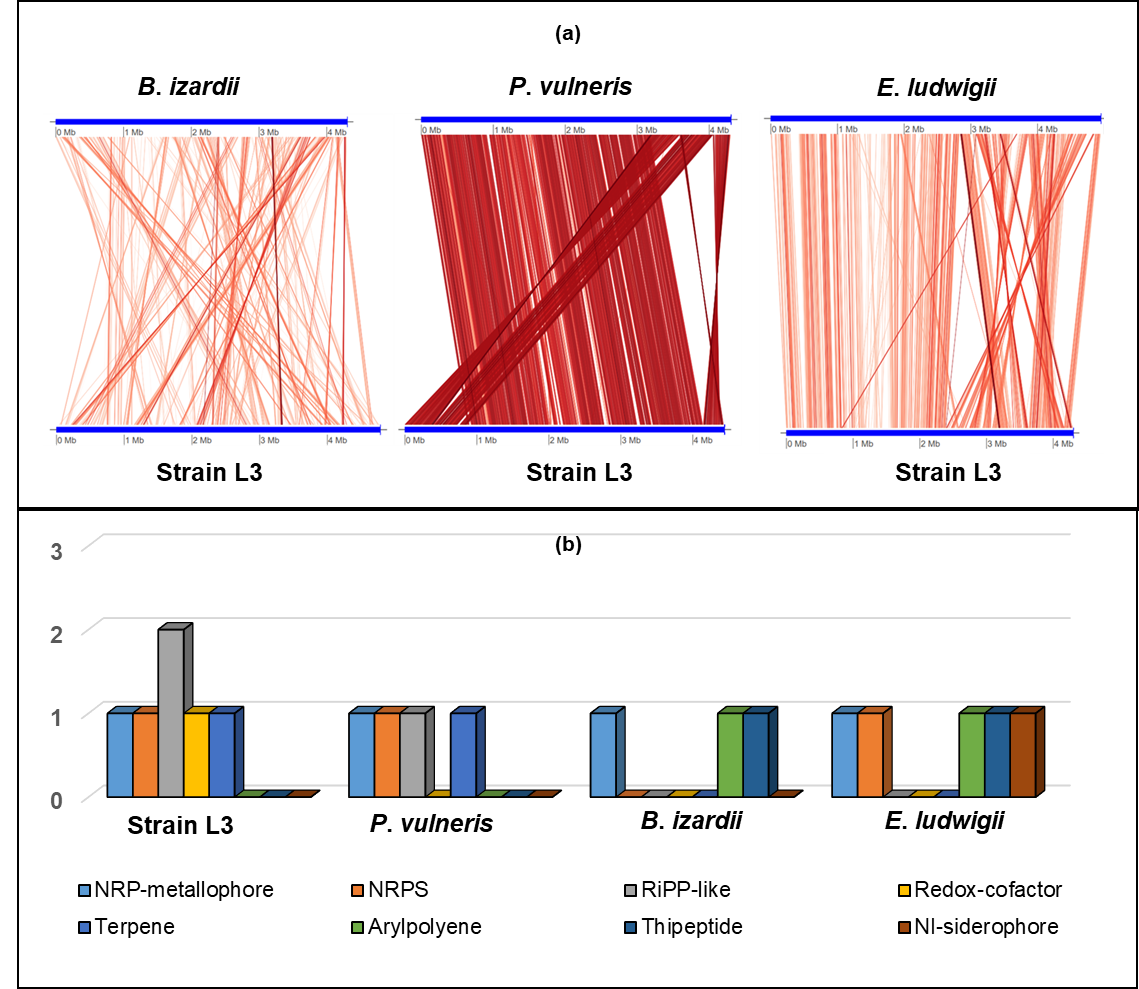 (a)
B. izardii P. vulneris E. ludwigii
0 Mb 1 Mb 2 Mb 3 Mb 4 Mb 0 Mb 1 Mb 2 Mb 3 Mb 4 Mb 0 Mb 1 Mb 2 Mb 3 Mb 4 Mb
0 Mb 1 Mb 2 Mb 3 Mb 4 Mb 0 Mb 1 Mb 2 Mb 3 Mb 4 Mb 0 Mb 1 Mb 2 Mb 3 Mb 4 Mb
Strain L3 Strain L3 Strain L3
(b)
3
2
1
0
Strain L3 P. vulneris B. izardii E. ludwigii
NRP-metallophore NRPS RiPP-like Redox-cofactor
Terpene Arylpolyene Thipeptide NI-siderophore